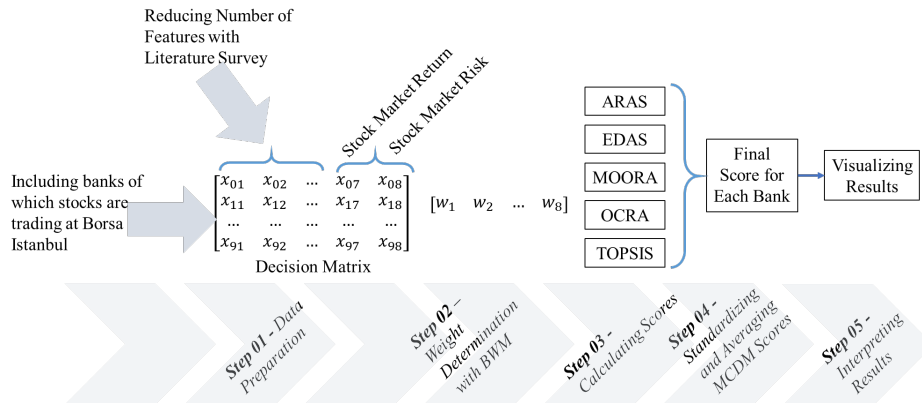 Reducing Number of
Features with
Literature Survey
Stock Market Return
Stock Market Risk
Including banks of
which stocks are
trading at Borsa
Istanbul
x01 x02 ... x07 x08
x11 x12 ... x17 x18
... ... ... ... ...
x91 x92 ... x97 x98
Decision Matrix
[w1 w2 ... w8]
ARAS
EDAS
MOORA
OCRA
TOPSIS
Final
Score for
Each Bank
Visualizing
Results
Step 01 - Data
Preparation
Step 02 –
Weight
Determination
with BWM
Step 03 -
Calculating Scores
Step 04 -
Standardizing
and Averaging
MCDM Scores
Step 05 -
Interpreting
Results